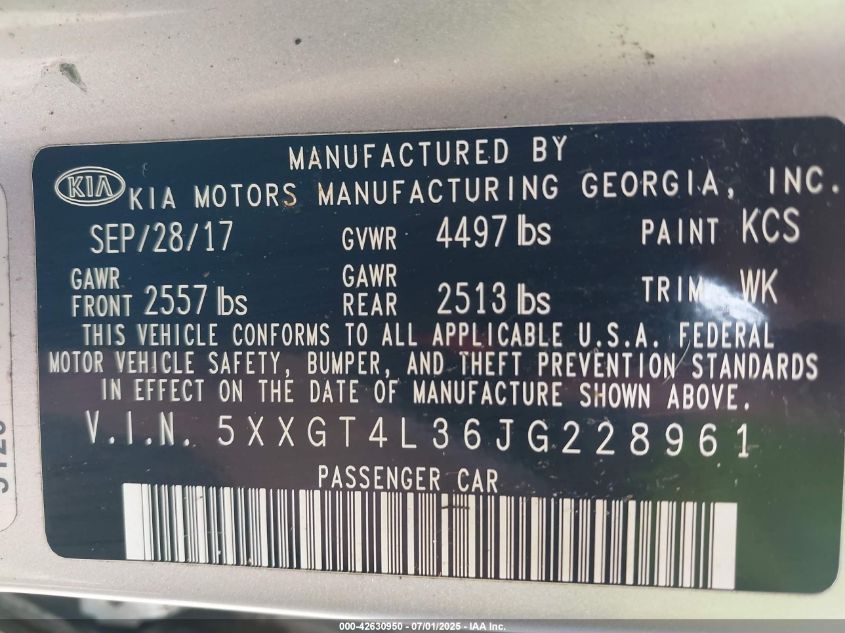 MANUFACTURED BY
KIA KIA MOTORS MANUFACTURING GEORGIA, INC.
SEP/28/17 GVWR 4497 lbs PAINT KCS
GAWR FRONT 2557 lbs GAWR REAR 2513 lbs TRIM WK
THIS VEHICLE CONFORMS TO ALL APPLICABLE U.S.A. FEDERAL
MOTOR VEHICLE SAFETY, BUMPER, AND THEFT PREVENTION STANDARDS
IN EFFECT ON THE DATE OF MANUFACTURE SHOWN ABOVE.
V.I.N. 5XXGT4L36JG228961
PASSENGER CAR
000-42630950 - 07/01/2025 - IAA Inc.